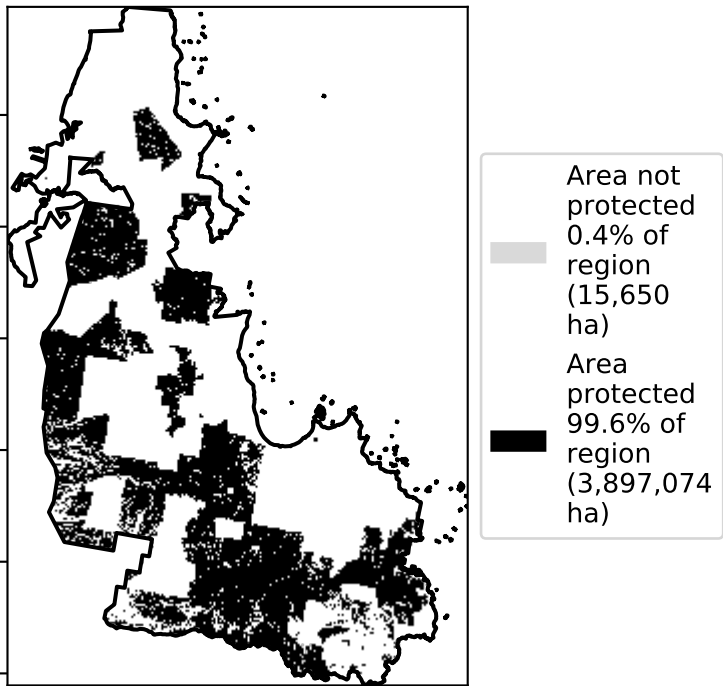 Area not
protected
0.4% of
region
(15,650
ha)
Area
protected
99.6% of
region
(3,897,074
ha)